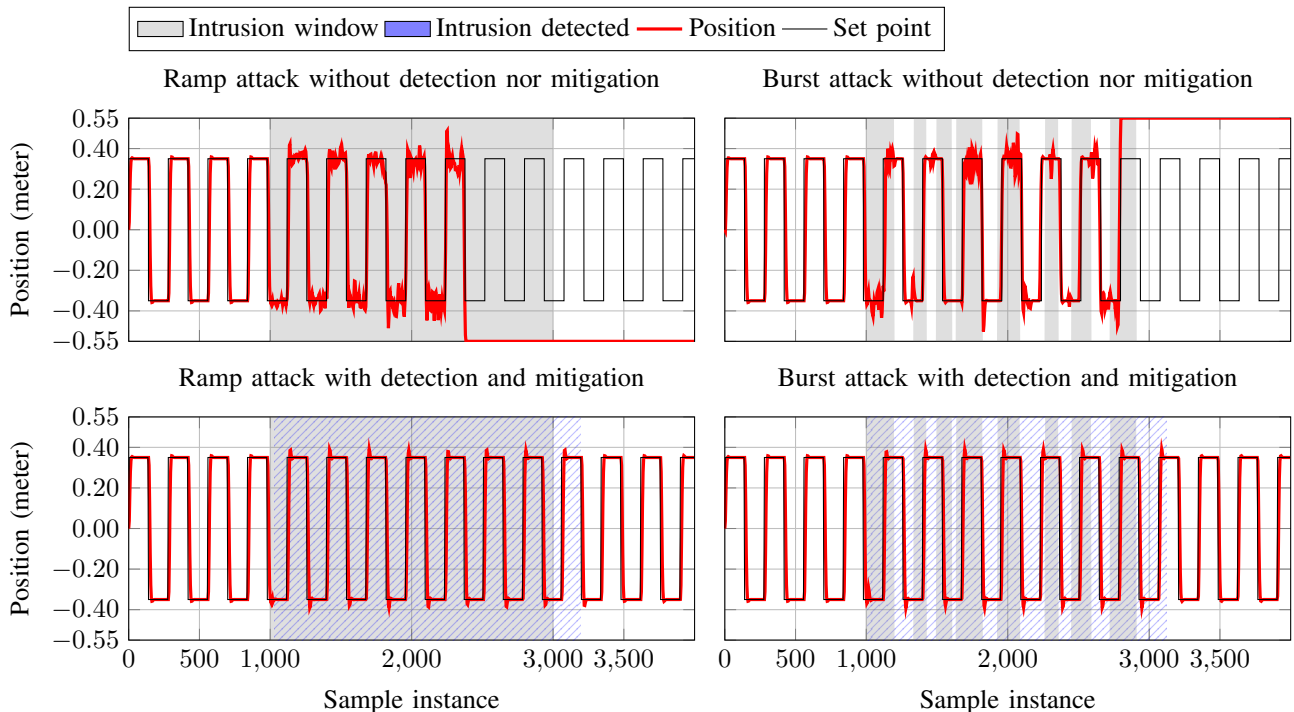 Intrusion window Intrusion detected Position Set point
Ramp attack without detection nor mitigation
Burst attack without detection nor mitigation
Position (meter)
0.55
0.40
0.20
0.00
−0.20
−0.40
−0.55
Ramp attack with detection and mitigation
Burst attack with detection and mitigation
Position (meter)
0.55
0.40
0.20
0.00
−0.20
−0.40
−0.55
0 500 1,000 2,000 3,000 3,500
0 500 1,000 2,000 3,000 3,500
Sample instance
Sample instance